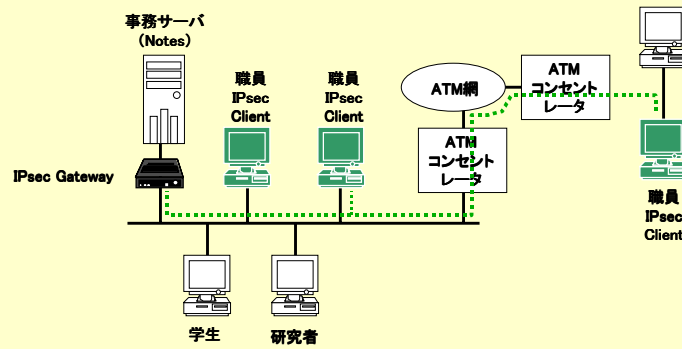 事務サーバ
(Notes)
職員
IPsec
Client
職員
IPsec
Client
ATM網
ATM
コンセント
レータ
ATM
コンセント
レータ
IPsec Gateway
職員
IPsec
Client
学生
研究者